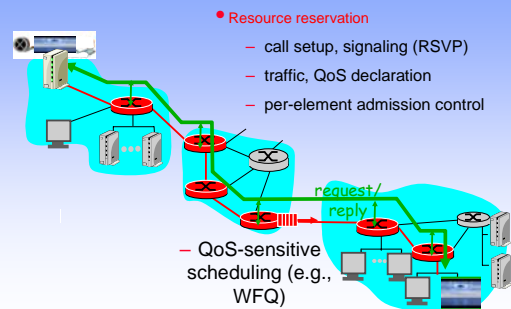 • Resource reservation
– call setup, signaling (RSVP)
– traffic, QoS declaration
– per-element admission control
request/
reply
– QoS-sensitive
scheduling (e.g.,
WFQ)